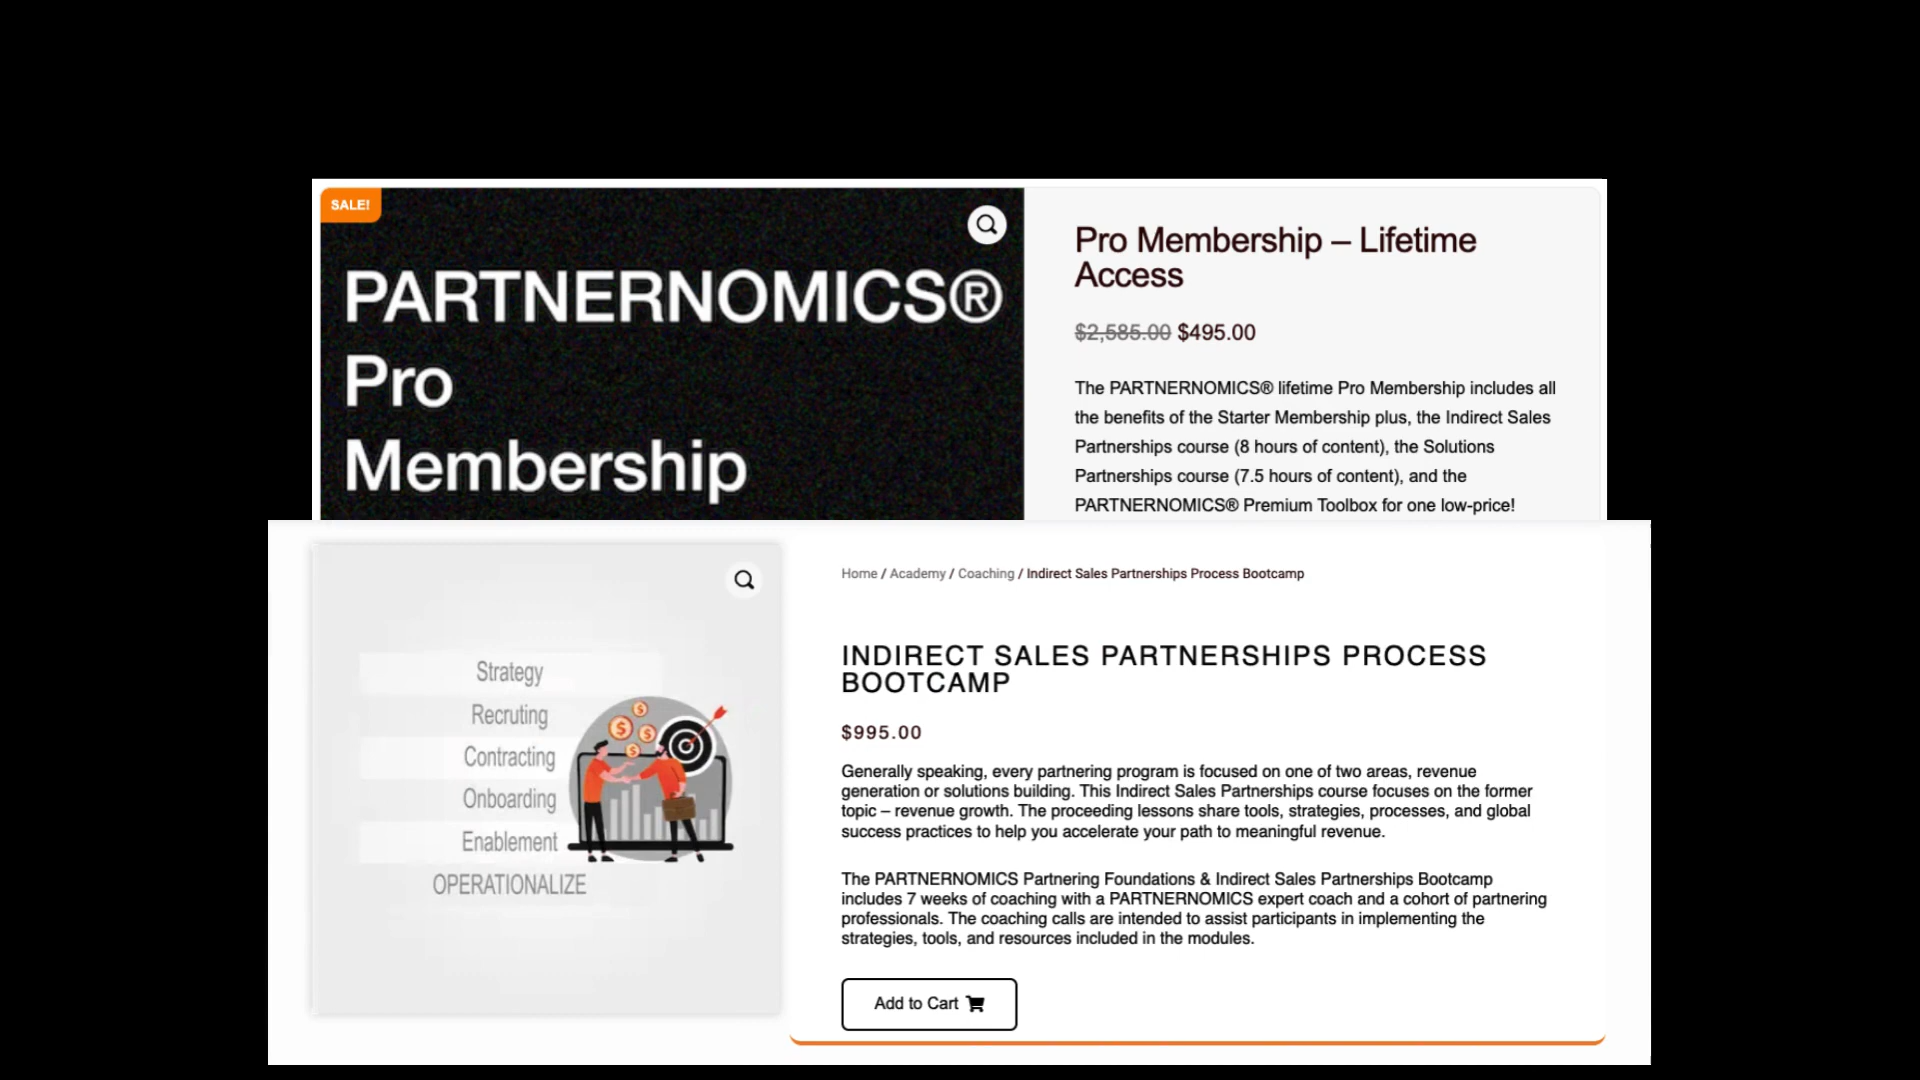 SALE!
PARTNERNOMICS®
Pro
Membership
Pro Membership – Lifetime
Access
$2,585.00 $495.00
The PARTNERNOMICS® lifetime Pro Membership includes all
the benefits of the Starter Membership plus, the Indirect Sales
Partnerships course (8 hours of content), the Solutions
Partnerships course (7.5 hours of content), and the
PARTNERNOMICS® Premium Toolbox for one low-price!
Strategy
Recruting
Contracting
Onboarding
Enablement
OPERATIONALIZE
Home / Academy / Coaching / Indirect Sales Partnerships Process Bootcamp
INDIRECT SALES PARTNERSHIPS PROCESS
BOOTCAMP
$995.00
Generally speaking, every partnering program is focused on one of two areas, revenue
generation or solutions building. This Indirect Sales Partnerships course focuses on the former
topic – revenue growth. The proceeding lessons share tools, strategies, processes, and global
success practices to help you accelerate your path to meaningful revenue.
The PARTNERNOMICS Partnering Foundations & Indirect Sales Partnerships Bootcamp
includes 7 weeks of coaching with a PARTNERNOMICS expert coach and a cohort of partnering
professionals. The coaching calls are intended to assist participants in implementing the
strategies, tools, and resources included in the modules.
Add to Cart